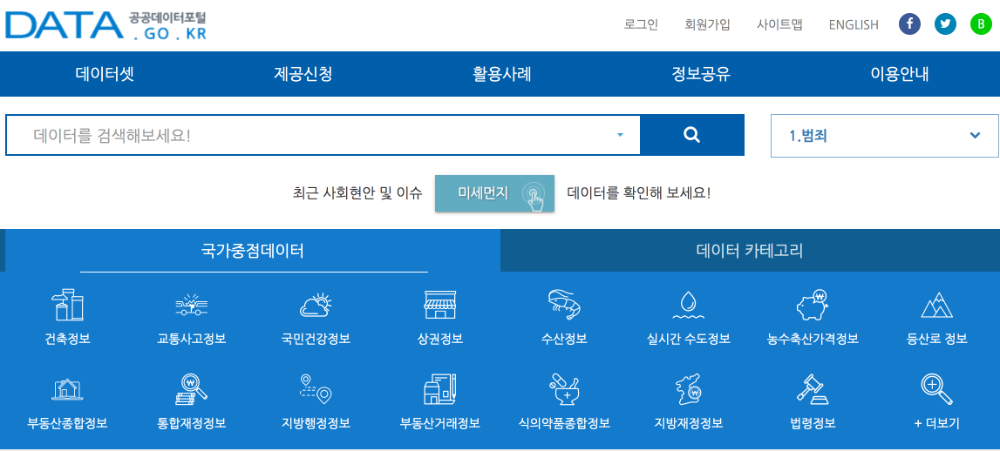 DATA 공공데이터포털
.GO.KR
로그인 회원가입 사이트맵 ENGLISH f B
데이터셋 제공신청 활용사례 정보공유 이용안내
데이터를 검색해보세요! 1.범죄
최근 사회현안 및 이슈 미세먼지 데이터를 확인해 보세요!
국가중점데이터 데이터 카테고리
건축정보 교통사고정보 국민건강정보 상권정보 수산정보 실시간 수도정보 농수축산가격정보 등산로 정보
부동산종합정보 통합재정정보 지방행정정보 부동산거래정보 식의약품종합정보 지방재정정보 법령정보 + 더보기